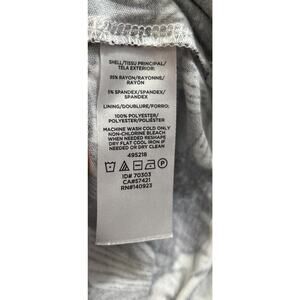 SHELL/TISSU PRINCIPAL/
TELA EXTERIOR:
95% RAYON/RAYONNE/
RAYÓN
5% SPANDEX/SPANDEX/
SPANDEX
LINING/DOUBLURE/FORRO:
100% POLYESTER/
POLYESTER/POLIÉSTER
MACHINE WASH COLD ONLY
NON-CHLORINE BLEACH
WHEN NEEDED RESHAPE
DRY FLAT COOL IRON IF
NEEDED OR DRY CLEAN
495218
ID# 70303
CA#57421
RN#140923